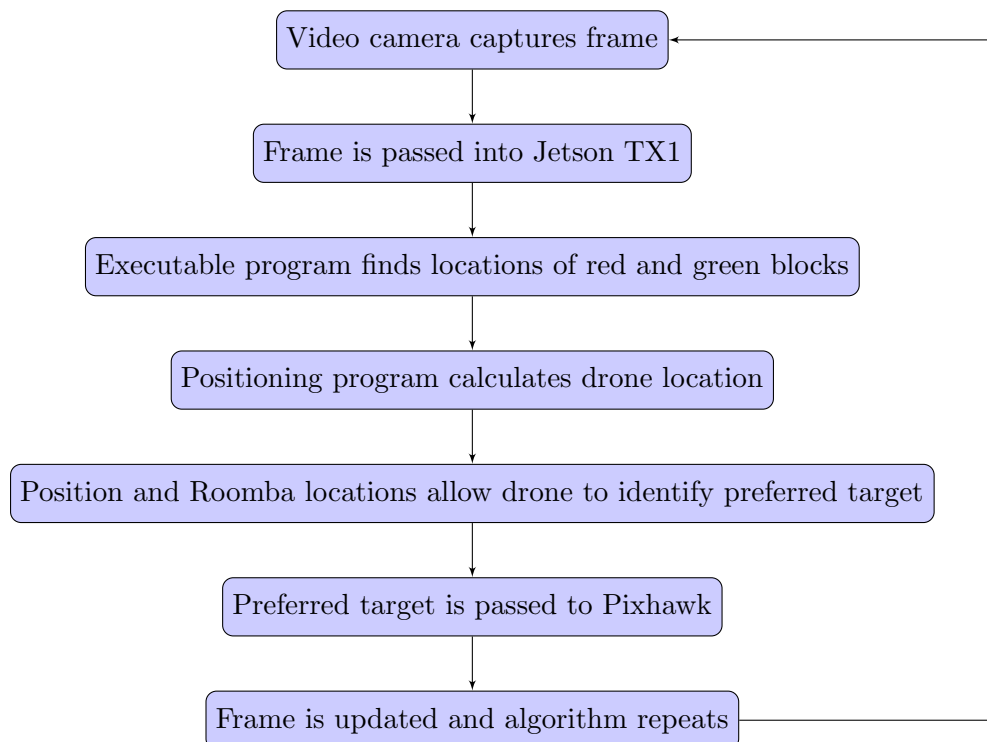 Video camera captures frame
Frame is passed into Jetson TX1
Executable program finds locations of red and green blocks
Positioning program calculates drone location
Position and Roomba locations allow drone to identify preferred target
Preferred target is passed to Pixhawk
Frame is updated and algorithm repeats